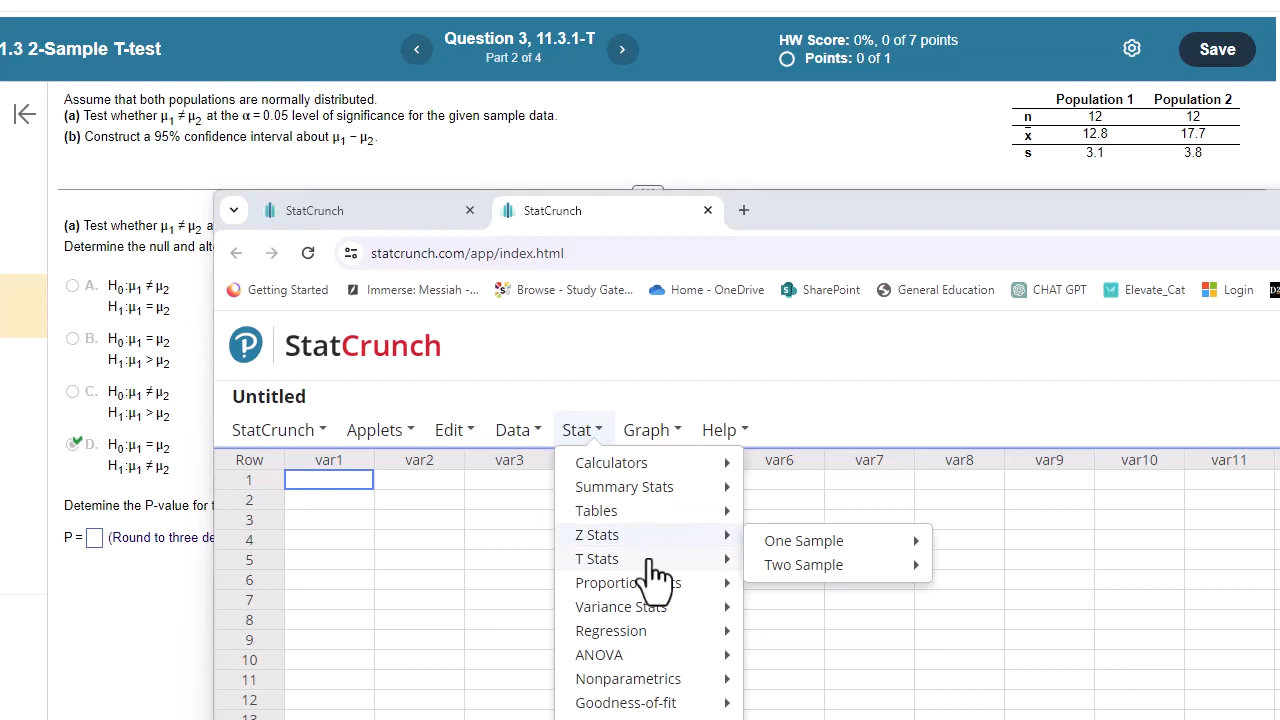 1.3 2-Sample T-test
Question 3, 11.3.1-T
Part 2 of 4
HW Score: 0%, 0 of 7 points
Points: 0 of 1
Save
Assume that both populations are normally distributed.
(a) Test whether μ1 ≠ μ2 at the α = 0.05 level of significance for the given sample data.
(b) Construct a 95% confidence interval about μ1 − μ2.
Population 1 Population 2
n 12 12
x̄ 12.8 17.7
s 3.1 3.8
(a) Test whether μ1 ≠ μ2 a
Determine the null and alt
A. H0: μ1 ≠ μ2
H1: μ1 = μ2
B. H0: μ1 = μ2
H1: μ1 > μ2
C. H0: μ1 ≠ μ2
H1: μ1 > μ2
D. H0: μ1 = μ2
H1: μ1 ≠ μ2
Detemine the P-value for t
P = (Round to three de
StatCrunch
StatCrunch
statcrunch.com/app/index.html
Getting Started
Immerse: Messiah -...
Browse - Study Gate...
Home - OneDrive
SharePoint
General Education
CHAT GPT
Elevate_Cat
Login
StatCrunch
Untitled
StatCrunch Applets Edit Data Stat Graph Help
Row var1 var2 var3 var6 var7 var8 var9 var10 var11
1
2
3
4
5
6
7
8
9
10
11
12
13
Calculators
Summary Stats
Tables
Z Stats
T Stats
Proportio
Variance Stats
Regression
ANOVA
Nonparametrics
Goodness-of-fit
One Sample
Two Sample